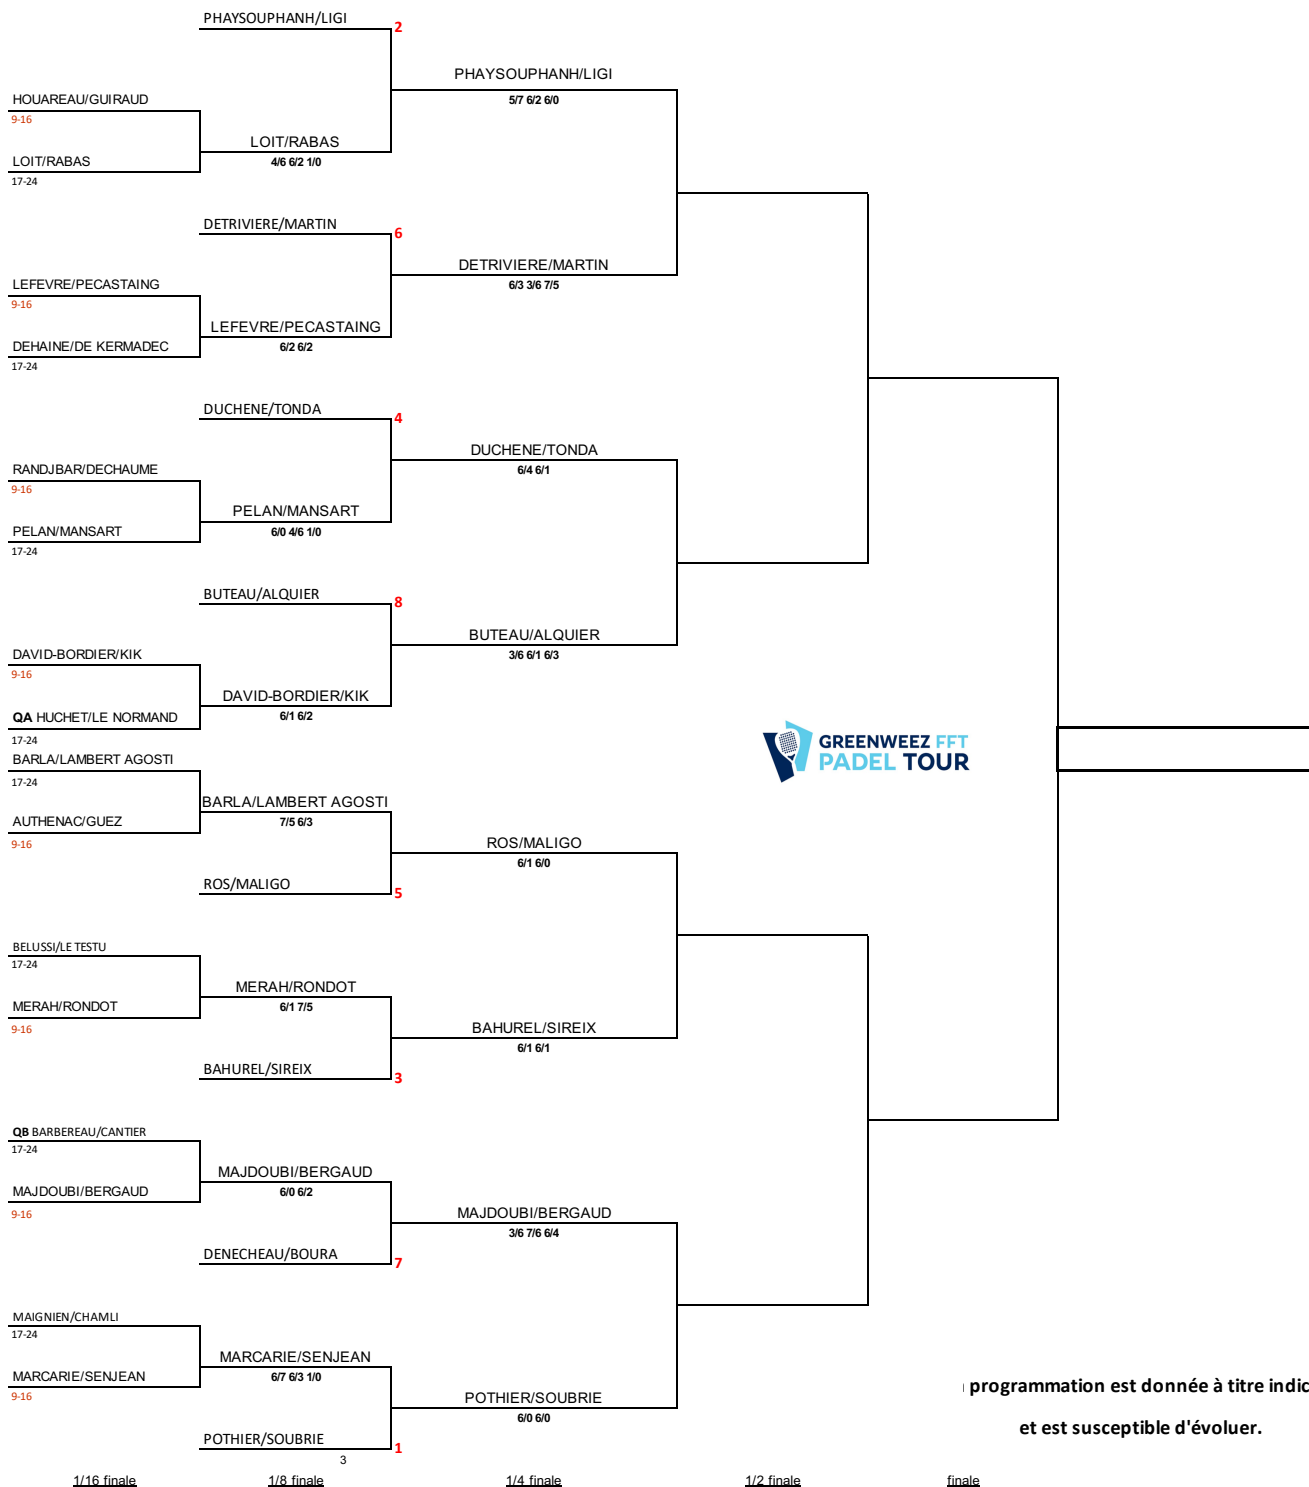 PHAYSOUPHANH/LIGI
2
PHAYSOUPHANH/LIGI
5/7 6/2 6/0
HOUAREAU/GUIRAUD
9-16
LOIT/RABAS
4/6 6/2 1/0
LOIT/RABAS
17-24
DETRIVIERE/MARTIN
6
DETRIVIERE/MARTIN
6/3 3/6 7/5
LEFEVRE/PECASTAING
9-16
LEFEVRE/PECASTAING
6/2 6/2
DEHAINE/DE KERMADEC
17-24
DUCHENE/TONDA
4
DUCHENE/TONDA
6/4 6/1
RANDJBAR/DECHAUME
9-16
PELAN/MANSART
6/0 4/6 1/0
PELAN/MANSART
17-24
BUTEAU/ALQUIER
8
BUTEAU/ALQUIER
3/6 6/1 6/3
DAVID-BORDIER/KIK
9-16
DAVID-BORDIER/KIK
6/1 6/2
QA HUCHET/LE NORMAND
17-24
GREENWEEZ FFT
PADEL TOUR
BARLA/LAMBERT AGOSTI
17-24
BARLA/LAMBERT AGOSTI
7/5 6/3
AUTHENAC/GUEZ
9-16
ROS/MALIGO
6/1 6/0
ROS/MALIGO
5
BELUSSI/LE TESTU
17-24
MERAH/RONDOT
6/1 7/5
MERAH/RONDOT
9-16
BAHUREL/SIREIX
6/1 6/1
BAHUREL/SIREIX
3
QB BARBEREAU/CANTIER
17-24
MAJDOUBI/BERGAUD
6/0 6/2
MAJDOUBI/BERGAUD
9-16
MAJDOUBI/BERGAUD
3/6 7/6 6/4
DENECHEAU/BOURA
7
MAIGNIEN/CHAMLI
17-24
MARCARIE/SENJEAN
6/7 6/3 1/0
MARCARIE/SENJEAN
9-16
POTHIER/SOUBRIE
6/0 6/0
POTHIER/SOUBRIE
1
3
programmation est donnée à titre indic
et est susceptible d'évoluer.
1/16 finale
1/8 finale
1/4 finale
1/2 finale
finale